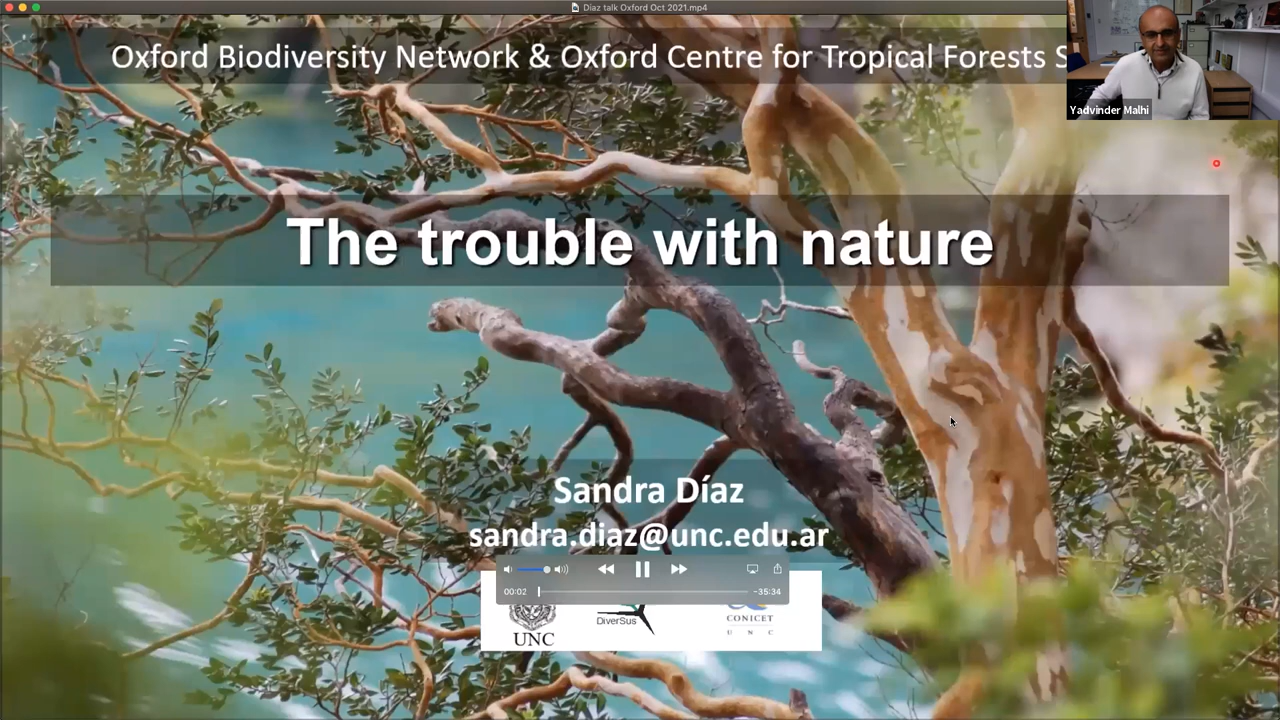 Díaz talk Oxford Oct 2021.mp4
Oxford Biodiversity Network & Oxford Centre for Tropical Forests S
Yadvinder Malhi
The trouble with nature
Sandra Díaz
sandra.diaz@unc.edu.ar
00:02
-35:34
UNC
DiverSus
CONICET
U N C